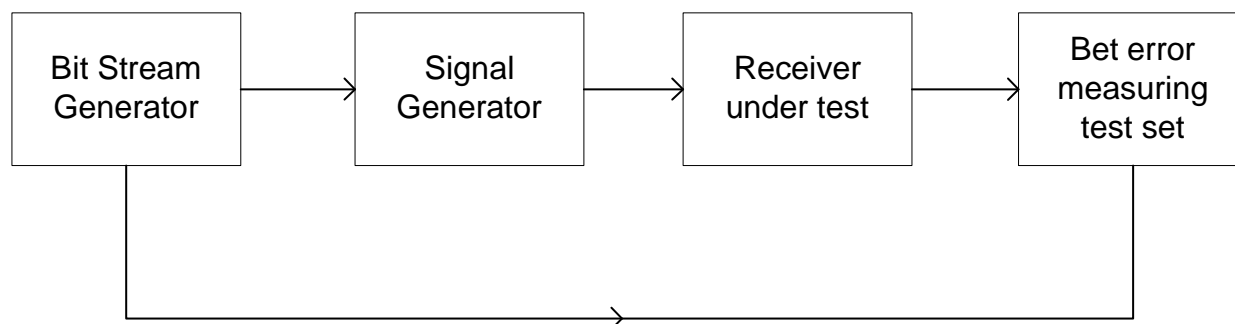 Bit Stream
Generator
Signal
Generator
Receiver
under test
Bet error
measuring
test set